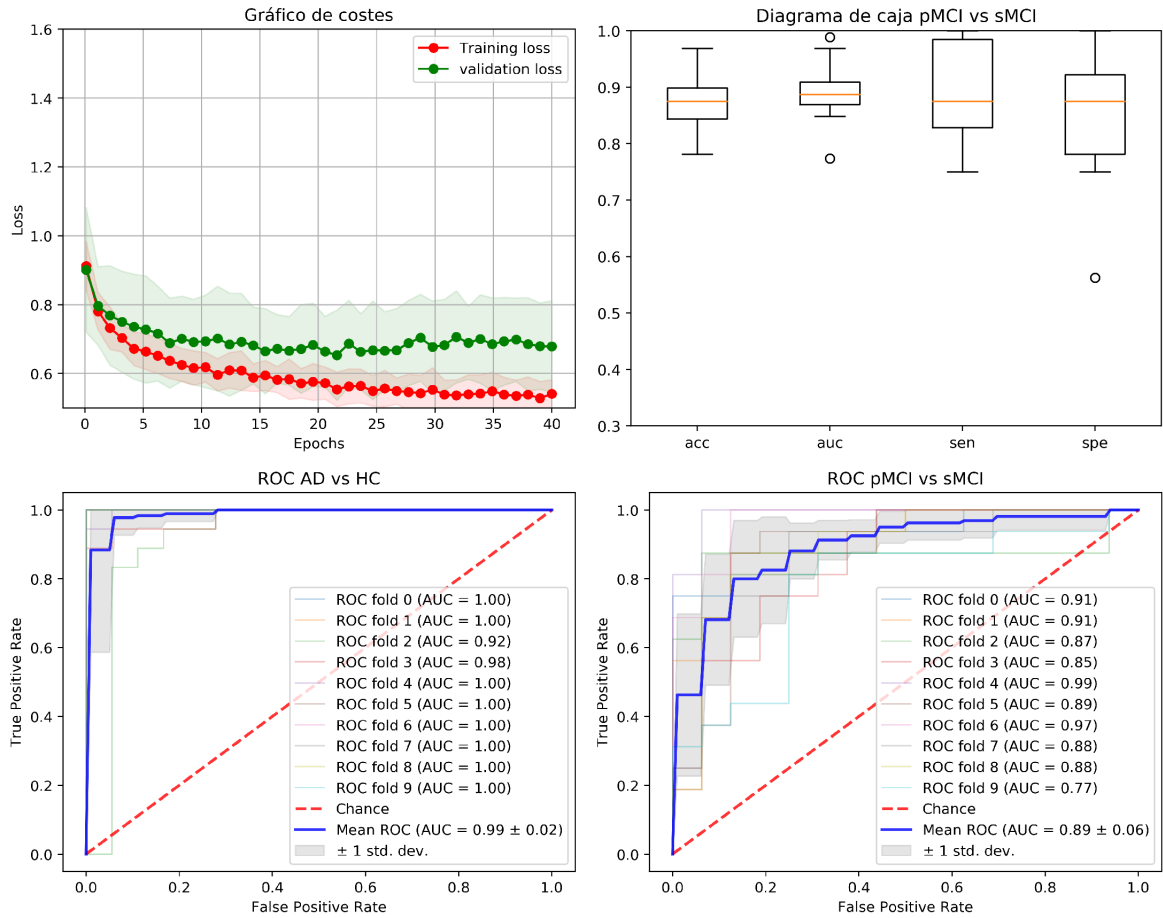 Gráfico de costes
1.6
1.4
1.2
1.0
0.8
0.6
Loss
Training loss
validation loss
0 5 10 15 20 25 30 35 40
Epochs
Diagrama de caja pMCI vs sMCI
1.0
0.9
0.8
0.7
0.6
0.5
0.4
0.3
acc auc sen spe
ROC AD vs HC
1.0
0.8
0.6
0.4
0.2
0.0
True Positive Rate
ROC fold 0 (AUC = 1.00)
ROC fold 1 (AUC = 1.00)
ROC fold 2 (AUC = 0.92)
ROC fold 3 (AUC = 0.98)
ROC fold 4 (AUC = 1.00)
ROC fold 5 (AUC = 1.00)
ROC fold 6 (AUC = 1.00)
ROC fold 7 (AUC = 1.00)
ROC fold 8 (AUC = 1.00)
ROC fold 9 (AUC = 1.00)
Chance
Mean ROC (AUC = 0.99 ± 0.02)
± 1 std. dev.
0.0 0.2 0.4 0.6 0.8 1.0
False Positive Rate
ROC pMCI vs sMCI
1.0
0.8
0.6
0.4
0.2
0.0
True Positive Rate
ROC fold 0 (AUC = 0.91)
ROC fold 1 (AUC = 0.91)
ROC fold 2 (AUC = 0.87)
ROC fold 3 (AUC = 0.85)
ROC fold 4 (AUC = 0.99)
ROC fold 5 (AUC = 0.89)
ROC fold 6 (AUC = 0.97)
ROC fold 7 (AUC = 0.88)
ROC fold 8 (AUC = 0.88)
ROC fold 9 (AUC = 0.77)
Chance
Mean ROC (AUC = 0.89 ± 0.06)
± 1 std. dev.
0.0 0.2 0.4 0.6 0.8 1.0
False Positive Rate